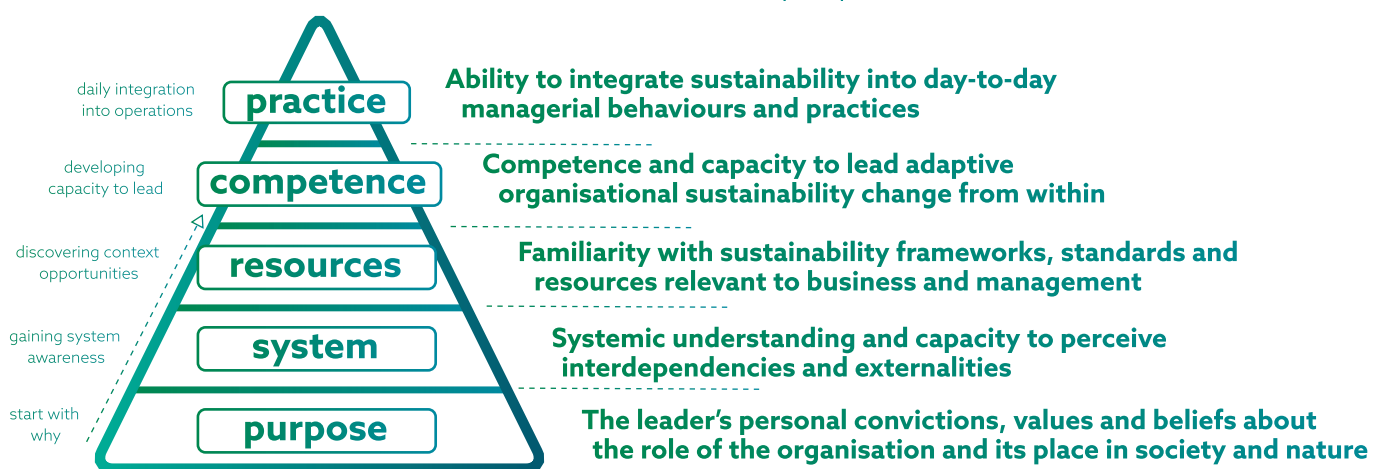 daily integration
into operations
practice
Ability to integrate sustainability into day-to-day
managerial behaviours and practices
developing
capacity to lead
competence
Competence and capacity to lead adaptive
organisational sustainability change from within
discovering context
opportunities
resources
Familiarity with sustainability frameworks, standards and
resources relevant to business and management
gaining system
awareness
system
Systemic understanding and capacity to perceive
interdependencies and externalities
start with
why
purpose
The leader’s personal convictions, values and beliefs about
the role of the organisation and its place in society and nature